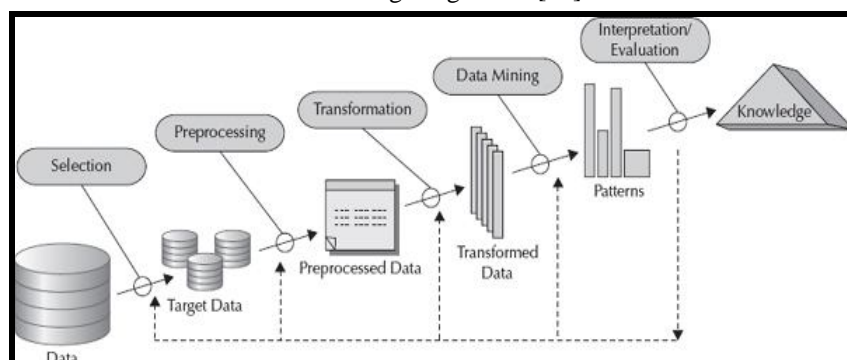 Interpretation/
Evaluation
Data Mining
Transformation
Knowledge
Preprocessing
Selection
Patterns
Transformed
Data
Preprocessed Data
Target Data
Data